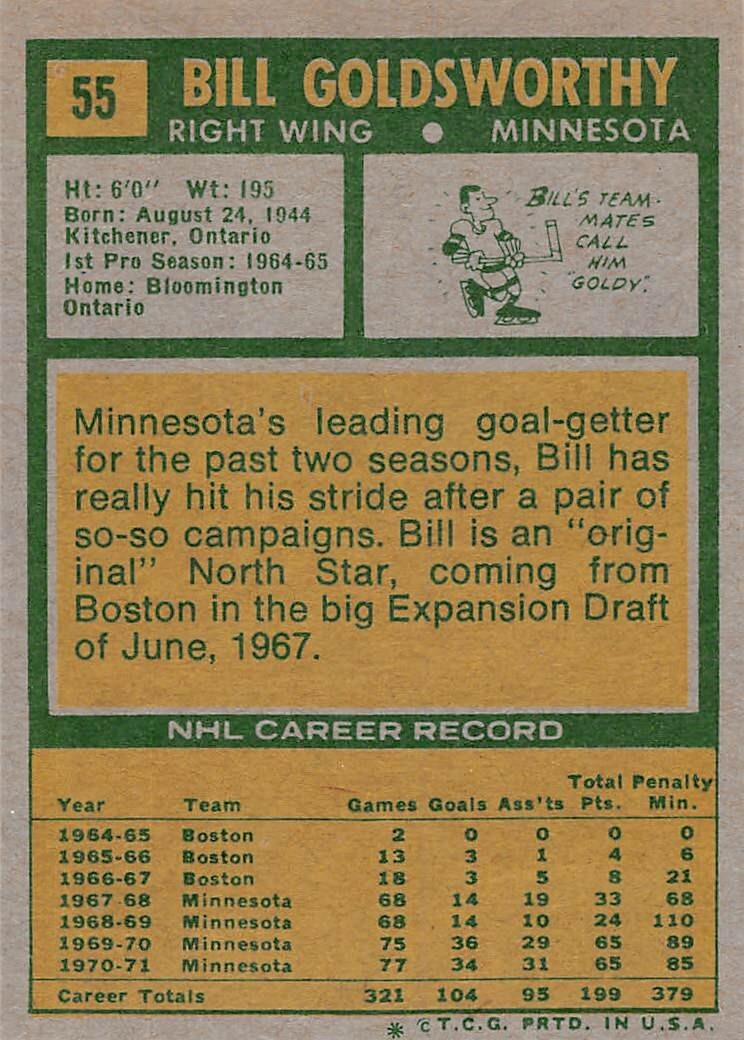 55
BILL GOLDSWORTHY
RIGHT WING ● MINNESOTA
Ht: 6'0" Wt: 195
Born: August 24, 1944
Kitchener, Ontario
1st Pro Season: 1964-65
Home: Bloomington
Ontario
BILL'S TEAM-
MATES
CALL
HIM
"GOLDY".
Minnesota's leading goal-getter
for the past two seasons, Bill has
really hit his stride after a pair of
so-so campaigns. Bill is an "orig-
inal" North Star, coming from
Boston in the big Expansion Draft
of June, 1967.
NHL CAREER RECORD
Year Team Games Goals Ass'ts Total Pts. Penalty Min.
1964-65 Boston 2 0 0 0 0
1965-66 Boston 13 3 1 4 6
1966-67 Boston 18 3 5 8 21
1967-68 Minnesota 68 14 19 33 68
1968-69 Minnesota 68 14 10 24 110
1969-70 Minnesota 75 36 29 65 89
1970-71 Minnesota 77 34 31 65 85
Career Totals 321 104 95 199 379
* © T.C.G. PRTD. IN U.S.A.